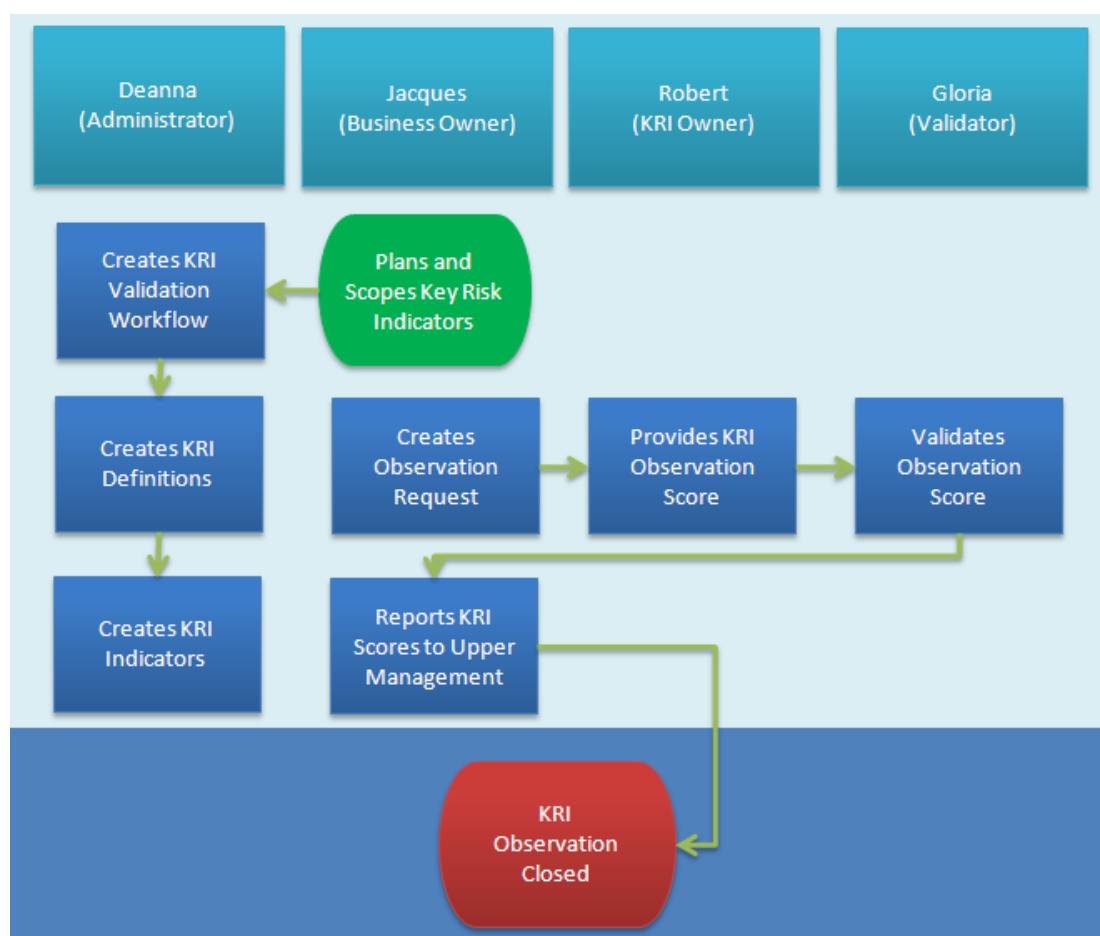 Deanna
(Administrator)
Jacques
(Business Owner)
Robert
(KRI Owner)
Gloria
(Validator)
Creates KRI
Validation
Workflow
Plans and
Scopes Key Risk
Indicators
Creates KRI
Definitions
Creates
Observation
Request
Provides KRI
Observation
Score
Validates
Observation
Score
Creates KRI
Indicators
Reports KRI
Scores to Upper
Management
KRI
Observation
Closed